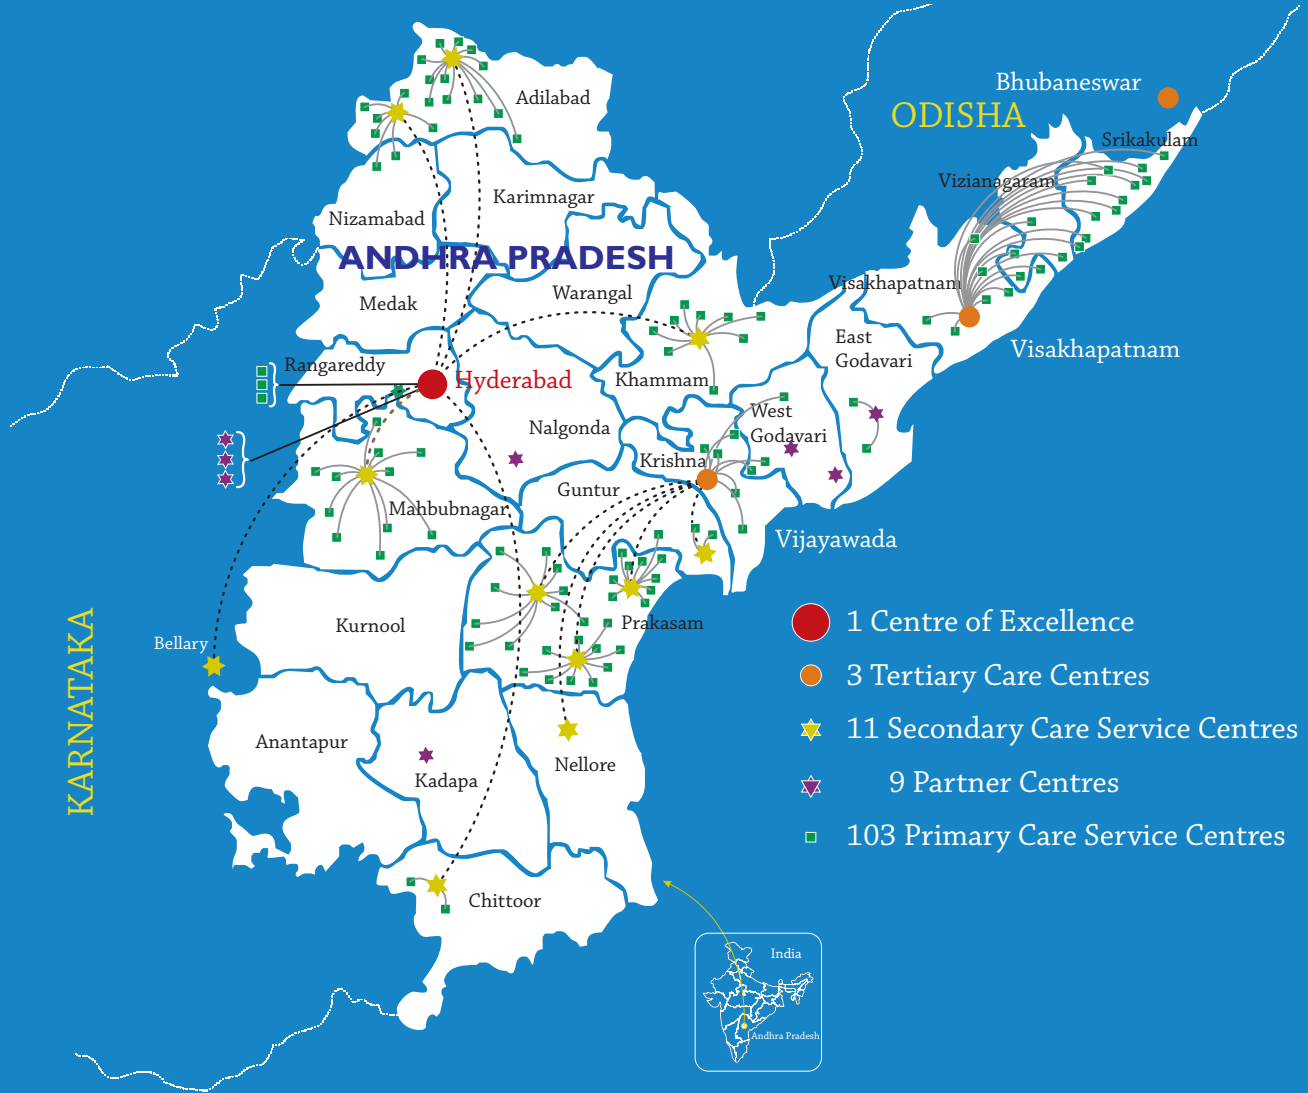 Bhubaneswar
ODISHA
Adilabad
Srikakulam
Vizianagaram
Karimnagar
Nizamabad
ANDHRA PRADESH
Visakhapatnam
Warangal
Medak
East
Godavari
Visakhapatnam
Rangareddy
Hyderabad
Khammam
West
Godavari
Nalgonda
Krishna
Guntur
Mahbubnagar
Vijayawada
KARNATAKA
Kurnool
Prakasam
Bellary
1 Centre of Excellence
3 Tertiary Care Centres
11 Secondary Care Service Centres
9 Partner Centres
103 Primary Care Service Centres
Anantapur
Kadapa
Nellore
Chittoor
India
Andhra Pradesh